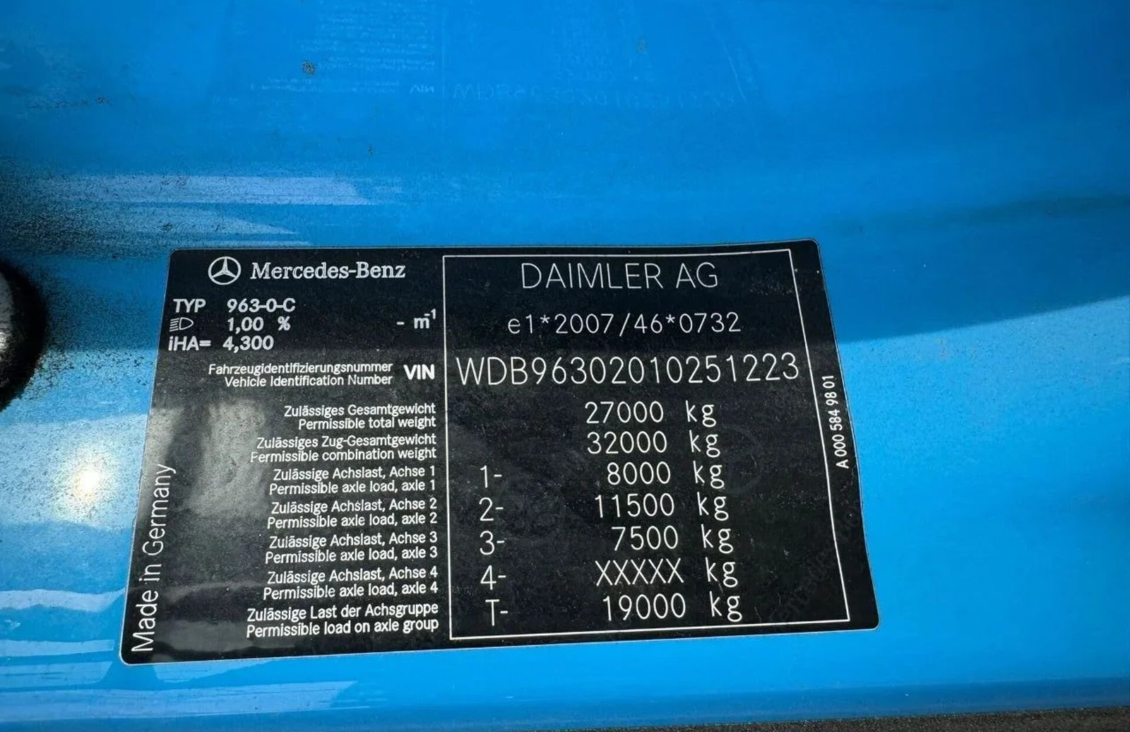 Mercedes-Benz
TYP 963-0-C
1,00 % - m-1
iHA= 4,300
DAIMLER AG
e1*2007/46*0732
Fahrzeugidentifizierungsnummer
Vehicle Identification Number VIN WDB96302010251223
Zulässiges Gesamtgewicht
Permissible total weight 27000 kg
Zulässiges Zug-Gesamtgewicht
Permissible combination weight 32000 kg
Zulässige Achslast, Achse 1
Permissible axle load, axle 1 1- 8000 kg
Zulässige Achslast, Achse 2
Permissible axle load, axle 2 2- 11500 kg
Zulässige Achslast, Achse 3
Permissible axle load, axle 3 3- 7500 kg
Zulässige Achslast, Achse 4
Permissible axle load, axle 4 4- XXXXX kg
Zulässige Last der Achsgruppe
Permissible load on axle group T- 19000 kg
Made in Germany
A 000 584 98 01